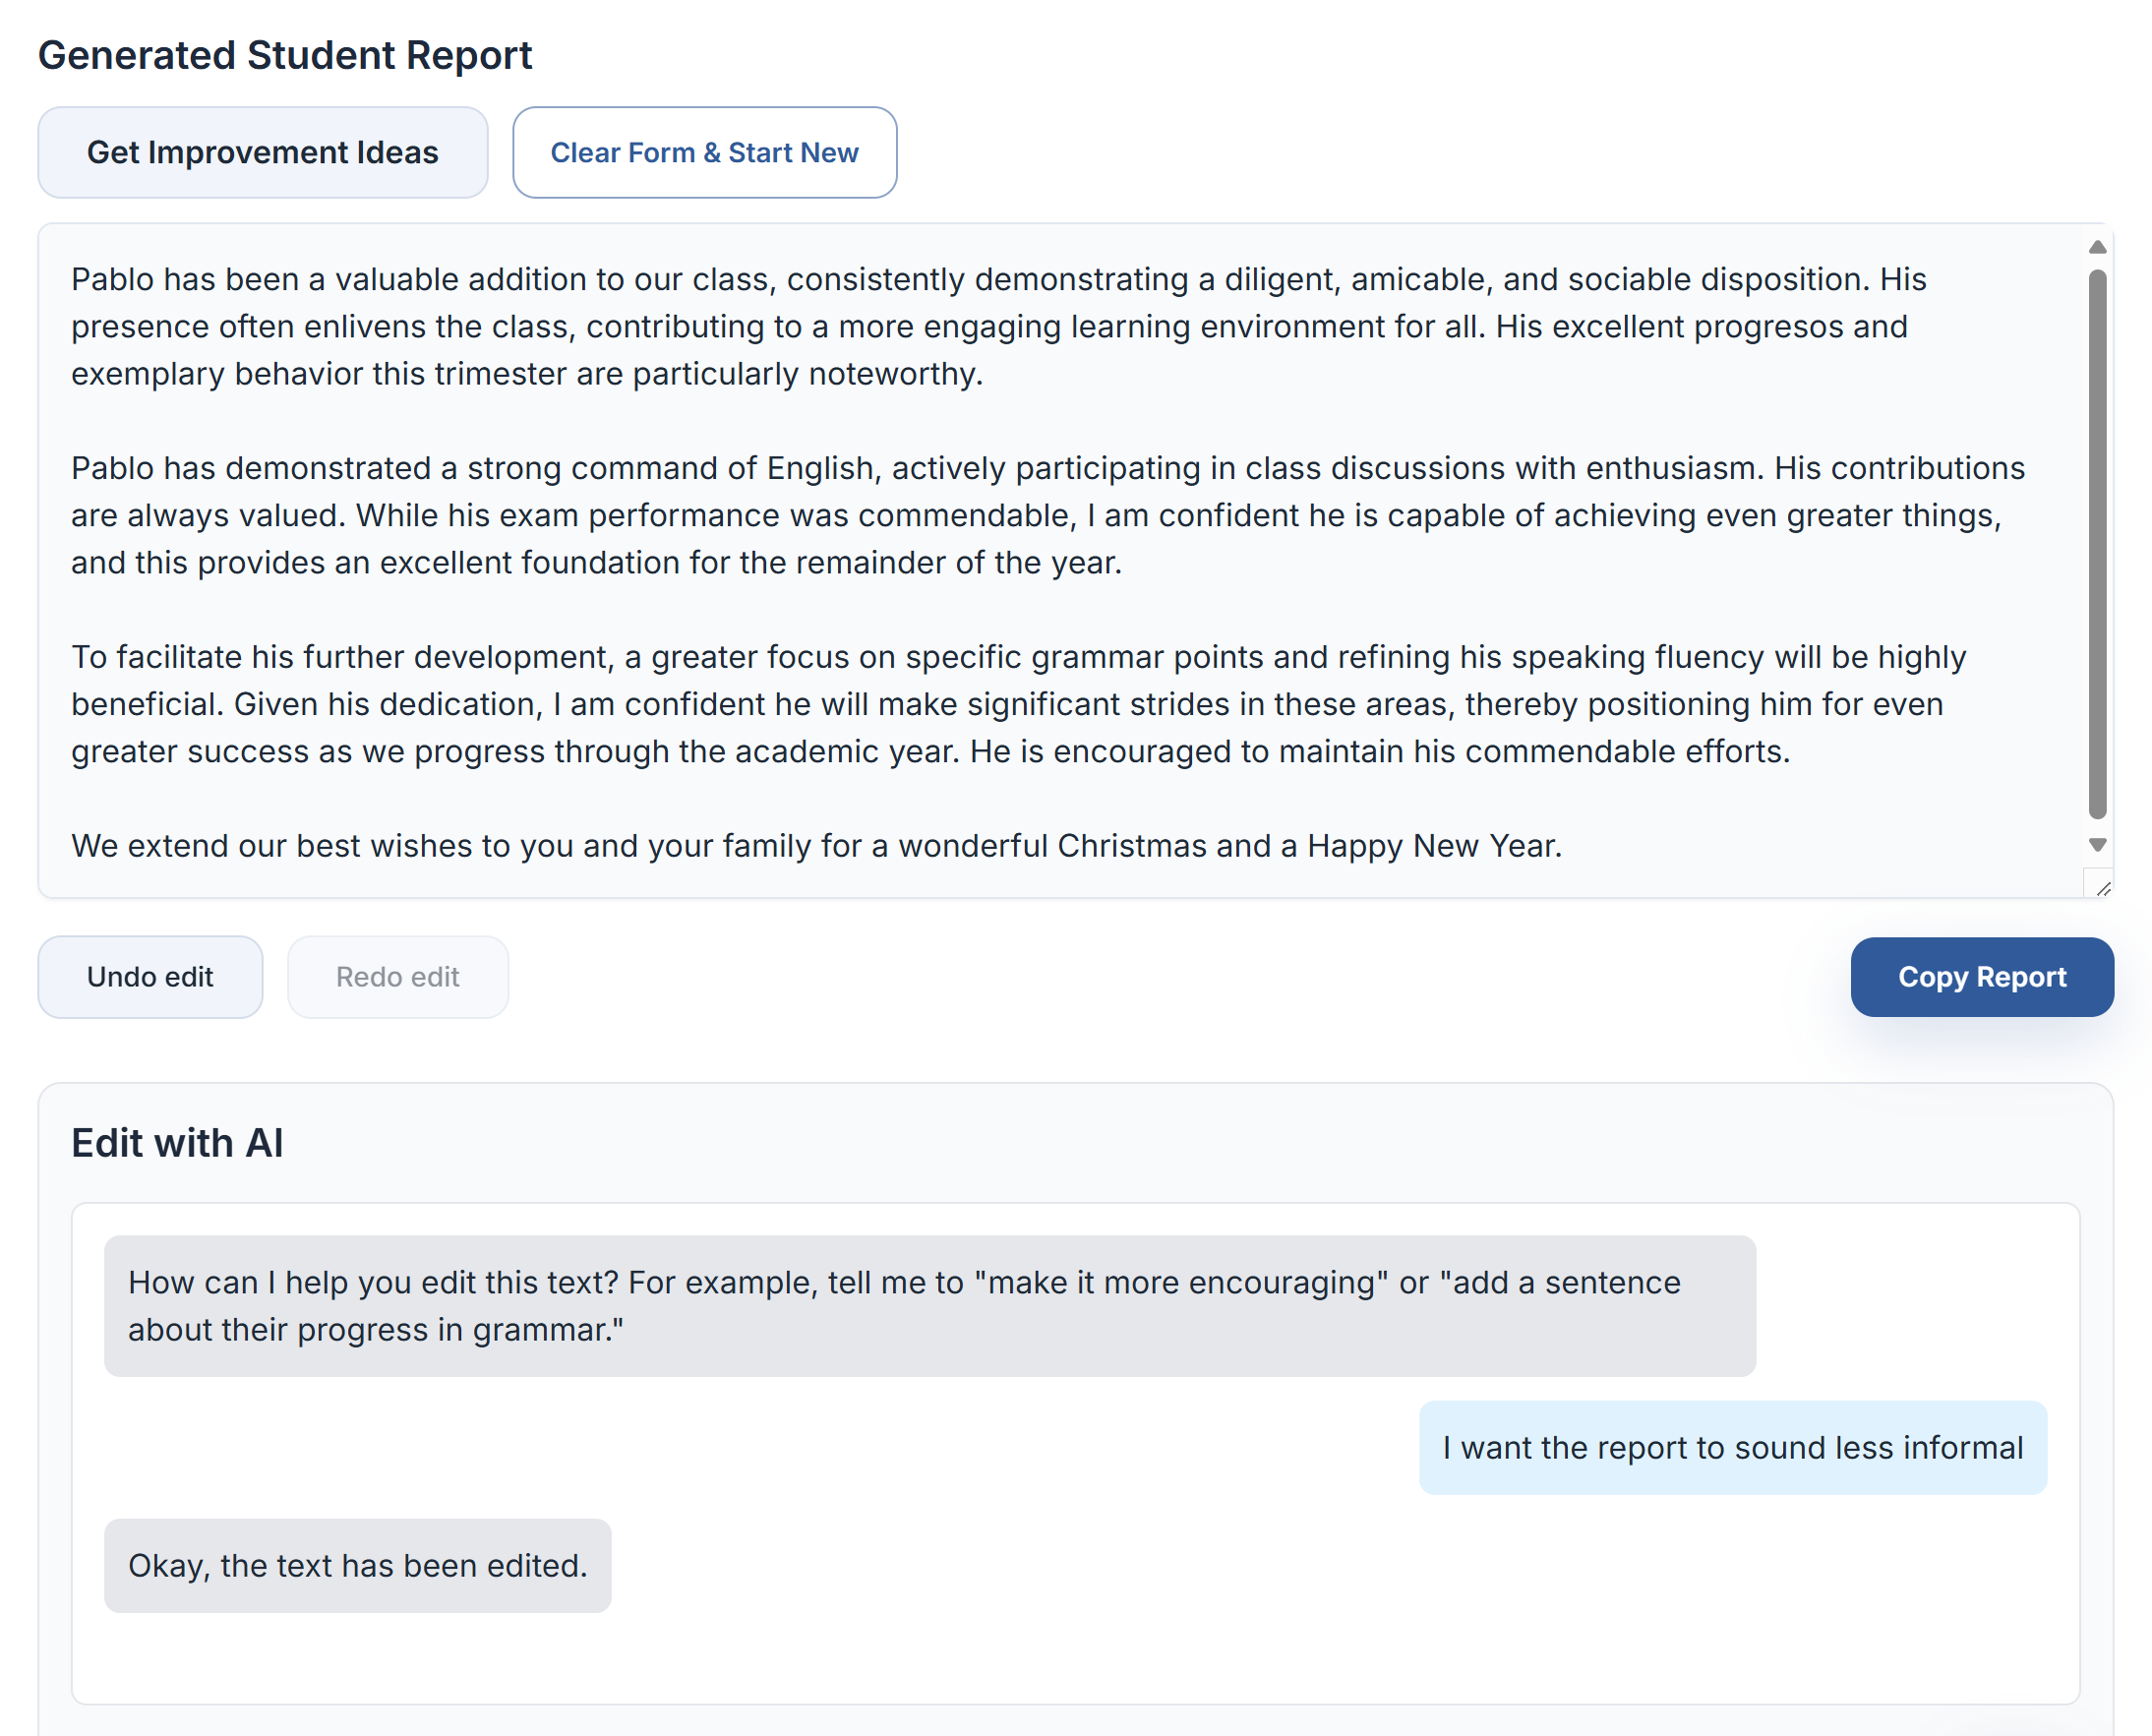 Generated Student Report
Get Improvement Ideas
Clear Form & Start New
Pablo has been a valuable addition to our class, consistently demonstrating a diligent, amicable, and sociable disposition. His
presence often enlivens the class, contributing to a more engaging learning environment for all. His excellent progresos and
exemplary behavior this trimester are particularly noteworthy.
Pablo has demonstrated a strong command of English, actively participating in class discussions with enthusiasm. His contributions
are always valued. While his exam performance was commendable, I am confident he is capable of achieving even greater things,
and this provides an excellent foundation for the remainder of the year.
To facilitate his further development, a greater focus on specific grammar points and refining his speaking fluency will be highly
beneficial. Given his dedication, I am confident he will make significant strides in these areas, thereby positioning him for even
greater success as we progress through the academic year. He is encouraged to maintain his commendable efforts.
We extend our best wishes to you and your family for a wonderful Christmas and a Happy New Year.
Undo edit
Redo edit
Copy Report
Edit with AI
How can I help you edit this text? For example, tell me to "make it more encouraging" or "add a sentence
about their progress in grammar."
I want the report to sound less informal
Okay, the text has been edited.